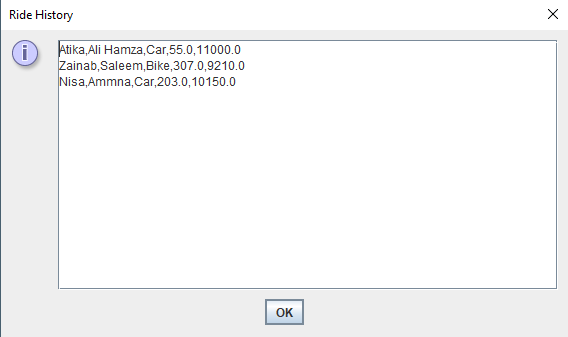 Ride History
Atika,Ali Hamza,Car,55.0,11000.0
Zainab,Saleem,Bike,307.0,9210.0
Nisa,Ammna,Car,203.0,10150.0
OK